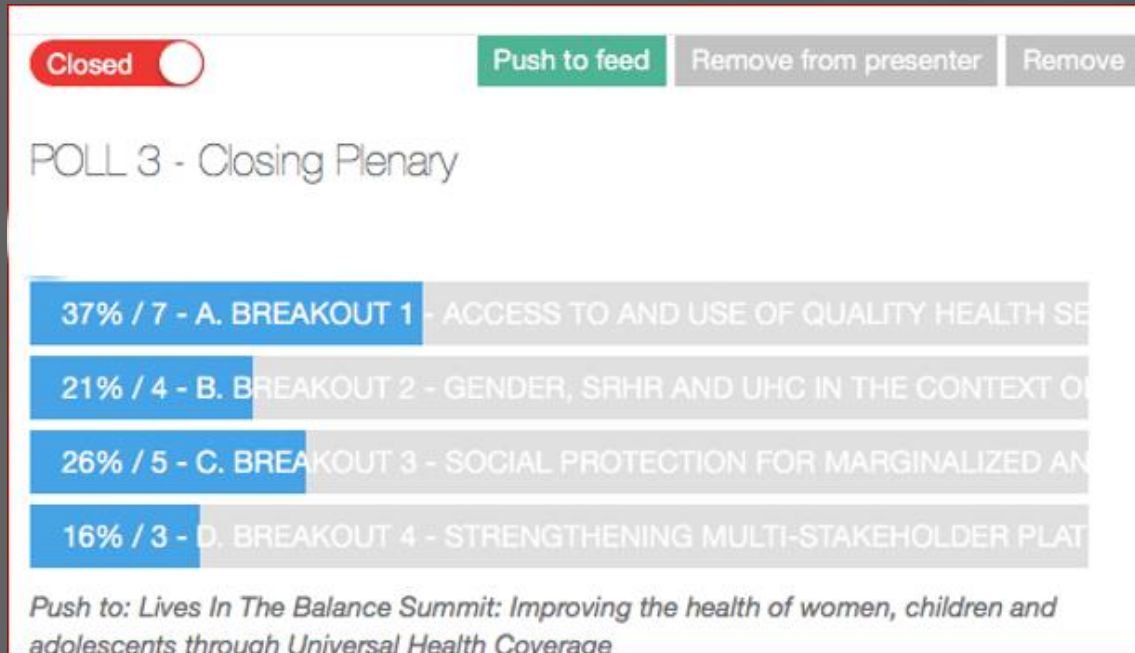 Closed
Push to feed Remove from presenter Remove
POLL 3 - Closing Plenary
37% / 7 - A. BREAKOUT 1 - ACCESS TO AND USE OF QUALITY HEALTH SE
21% / 4 - B. BREAKOUT 2 - GENDER, SRHR AND UHC IN THE CONTEXT O
26% / 5 - C. BREAKOUT 3 - SOCIAL PROTECTION FOR MARGINALIZED AN
16% / 3 - D. BREAKOUT 4 - STRENGTHENING MULTI-STAKEHOLDER PLAT
Push to: Lives In The Balance Summit: Improving the health of women, children and
adolescents through Universal Health Coverage